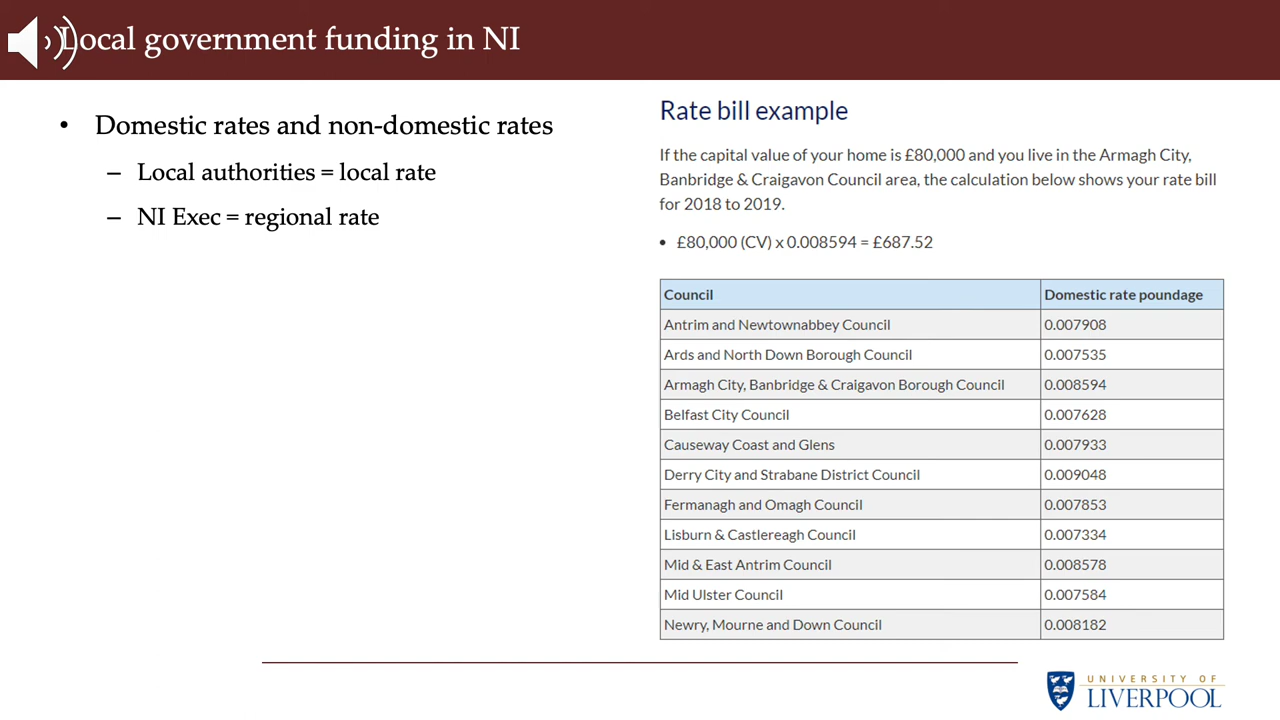 Local government funding in NI
• Domestic rates and non-domestic rates
– Local authorities = local rate
– NI Exec = regional rate
Rate bill example
If the capital value of your home is £80,000 and you live in the Armagh City,
Banbridge & Craigavon Council area, the calculation below shows your rate bill
for 2018 to 2019.
• £80,000 (CV) x 0.008594 = £687.52
Council Domestic rate poundage
Antrim and Newtownabbey Council 0.007908
Ards and North Down Borough Council 0.007535
Armagh City, Banbridge & Craigavon Borough Council 0.008594
Belfast City Council 0.007628
Causeway Coast and Glens 0.007933
Derry City and Strabane District Council 0.009048
Fermanagh and Omagh Council 0.007853
Lisburn & Castlereagh Council 0.007334
Mid & East Antrim Council 0.008578
Mid Ulster Council 0.007584
Newry, Mourne and Down Council 0.008182
UNIVERSITY OF
LIVERPOOL